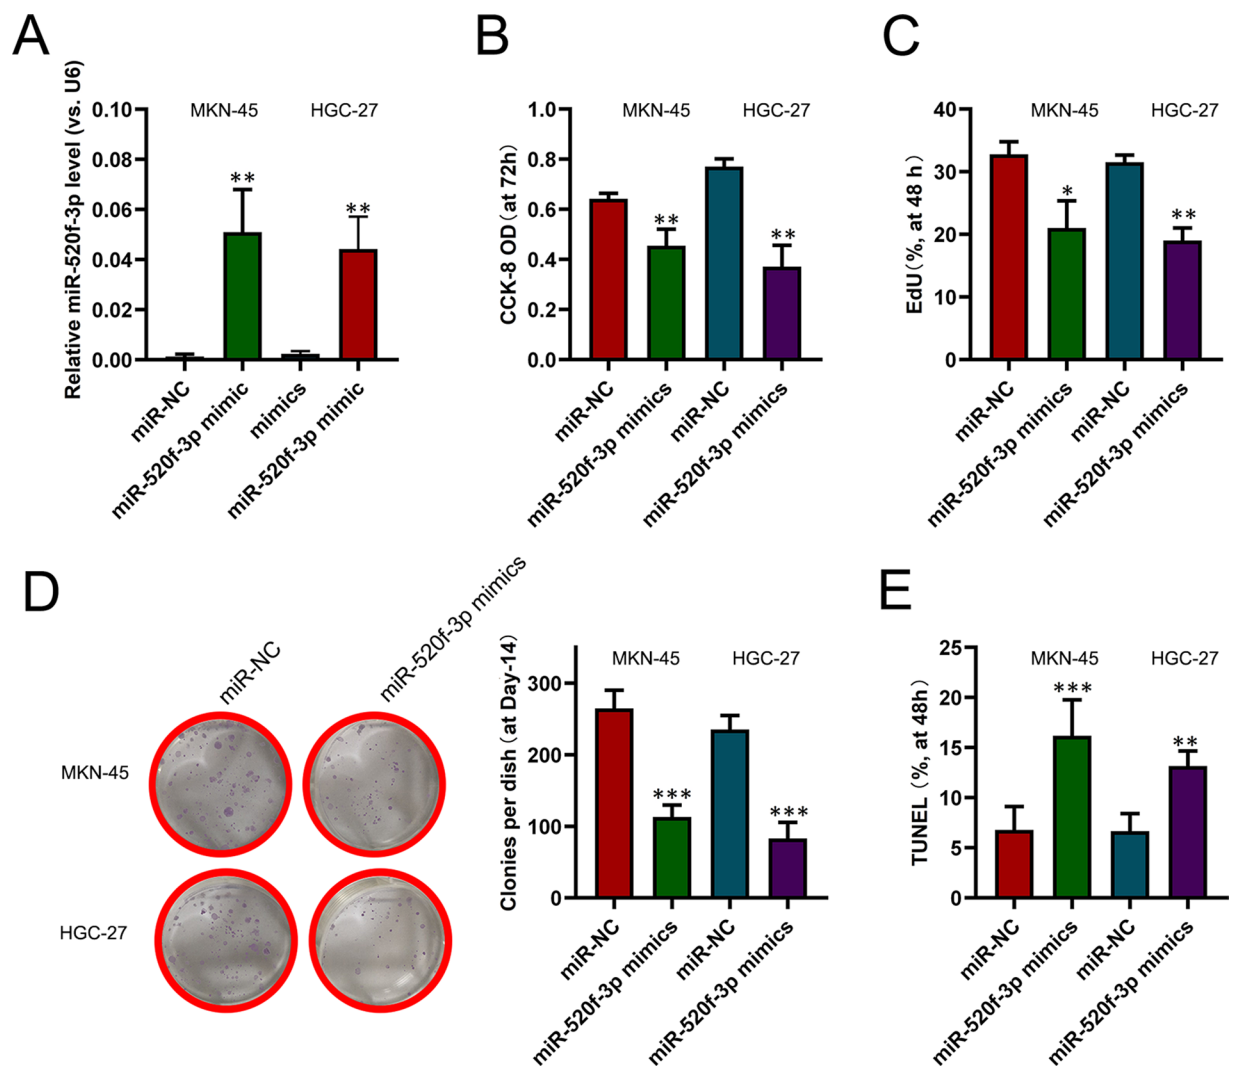 A
Relative miR-520f-3p level (vs. U6)
0.10
0.08
0.06
0.04
0.02
0.00
MKN-45
HGC-27
**
**
miR-NC
miR-520f-3p mimic
mimics
miR-520f-3p mimic
B
CCK-8 OD (at 72h)
1.0
0.8
0.6
0.4
0.2
0.0
MKN-45
HGC-27
**
**
miR-NC
miR-520f-3p mimics
miR-NC
miR-520f-3p mimics
C
EdU (%, at 48 h)
40
30
20
10
0
MKN-45
HGC-27
*
**
miR-NC
miR-520f-3p mimics
miR-NC
miR-520f-3p mimics
D
miR-NC
miR-520f-3p mimics
MKN-45
HGC-27
Clonies per dish (at Day-14)
300
200
100
0
MKN-45
HGC-27
***
***
miR-NC
miR-520f-3p mimics
miR-NC
miR-520f-3p mimics
E
TUNEL (%, at 48h)
25
20
15
10
5
0
MKN-45
HGC-27
***
**
miR-NC
miR-520f-3p mimics
miR-NC
miR-520f-3p mimics